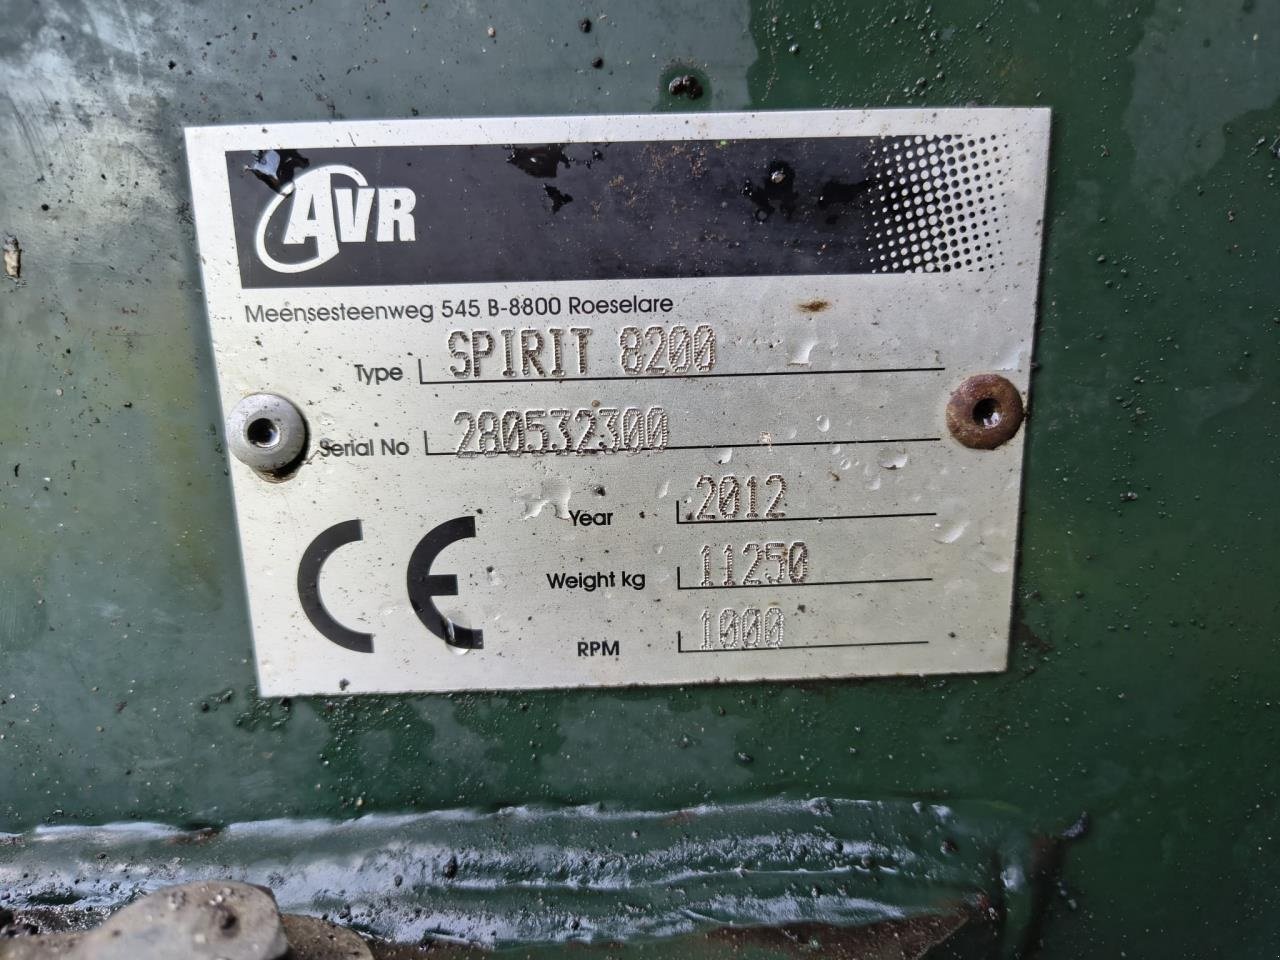 AVR
Meensesteenweg 545 B-8800 Roeselare
Type SPIRIT 8200
Serial No 280532300
Year 2012
Weight kg 11250
RPM 1000
CE